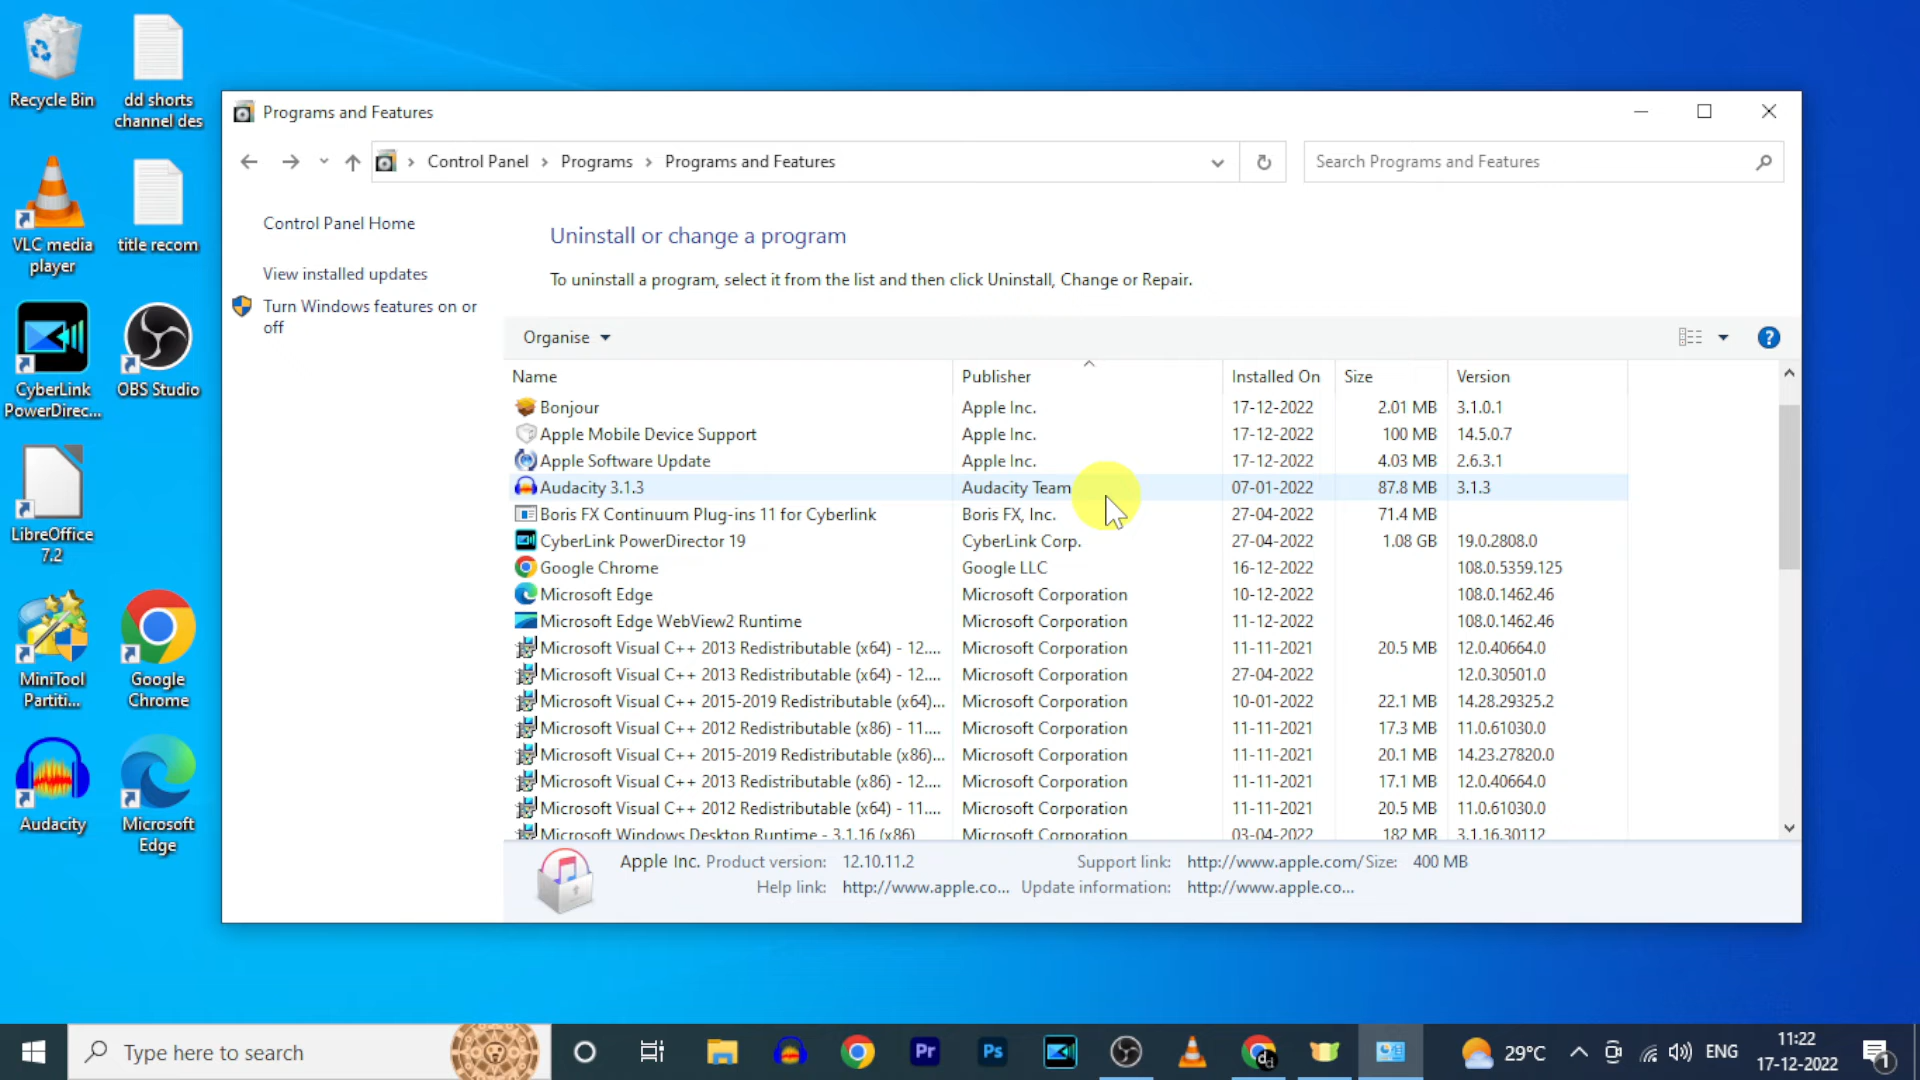 Recycle Bin
dd shorts
channel des
VLC media
player
title recom
CyberLink
PowerDirec...
OBS Studio
LibreOffice
7.2
MiniTool
Partiti...
Google
Chrome
Audacity
Microsoft
Edge
Programs and Features
Control Panel > Programs > Programs and Features
Search Programs and Features
Control Panel Home
View installed updates
Turn Windows features on or
off
Uninstall or change a program
To uninstall a program, select it from the list and then click Uninstall, Change or Repair.
Organise
Name Publisher Installed On Size Version
Bonjour Apple Inc. 17-12-2022 2.01 MB 3.1.0.1
Apple Mobile Device Support Apple Inc. 17-12-2022 100 MB 14.5.0.7
Apple Software Update Apple Inc. 17-12-2022 4.03 MB 2.6.3.1
Audacity 3.1.3 Audacity Team 07-01-2022 87.8 MB 3.1.3
Boris FX Continuum Plug-ins 11 for Cyberlink Boris FX, Inc. 27-04-2022 71.4 MB
CyberLink PowerDirector 19 CyberLink Corp. 27-04-2022 1.08 GB 19.0.2808.0
Google Chrome Google LLC 16-12-2022 108.0.5359.125
Microsoft Edge Microsoft Corporation 10-12-2022 108.0.1462.46
Microsoft Edge WebView2 Runtime Microsoft Corporation 11-12-2022 108.0.1462.46
Microsoft Visual C++ 2013 Redistributable (x64) - 12.... Microsoft Corporation 11-11-2021 20.5 MB 12.0.40664.0
Microsoft Visual C++ 2013 Redistributable (x64) - 12.... Microsoft Corporation 27-04-2022 12.0.30501.0
Microsoft Visual C++ 2015-2019 Redistributable (x64)... Microsoft Corporation 10-01-2022 22.1 MB 14.28.29325.2
Microsoft Visual C++ 2012 Redistributable (x86) - 11.... Microsoft Corporation 11-11-2021 17.3 MB 11.0.61030.0
Microsoft Visual C++ 2015-2019 Redistributable (x86)... Microsoft Corporation 11-11-2021 20.1 MB 14.23.27820.0
Microsoft Visual C++ 2013 Redistributable (x86) - 12.... Microsoft Corporation 11-11-2021 17.1 MB 12.0.40664.0
Microsoft Visual C++ 2012 Redistributable (x64) - 11.... Microsoft Corporation 11-11-2021 20.5 MB 11.0.61030.0
Microsoft Windows Desktop Runtime - 3.1.16 (x86) Microsoft Corporation 03-04-2022 182 MB 3.1.16.30112
Apple Inc. Product version: 12.10.11.2 Support link: http://www.apple.com/ Size: 400 MB
Help link: http://www.apple.co... Update information: http://www.apple.co...
Type here to search
Pr
Ps
29°C
ENG
11:22
17-12-2022
1